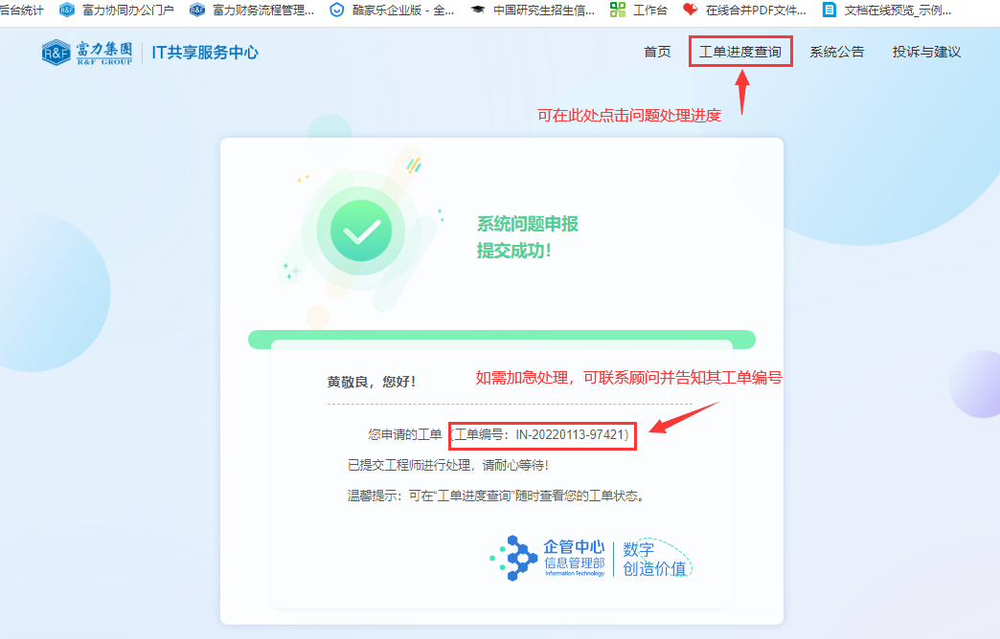 后台统计 富力协同办公门户 富力财务流程管理... 酷家乐企业版 - 全... 中国研究生招生信... 工作台 在线合并PDF文件... 文档在线预览_示例...
R&F 富力集团 R&F GROUP IT共享服务中心 首页 工单进度查询 系统公告 投诉与建议
可在此处点击问题处理进度
系统问题申报
提交成功!
黄敬良，您好!
如需加急处理，可联系顾问并告知其工单编号
您申请的工单（工单编号：IN-20220113-97421）
已提交工程师进行处理，请耐心等待!
温馨提示：可在“工单进度查询”随时查看您的工单状态。
企管中心 数字
信息管理部 创造价值
Information Technology